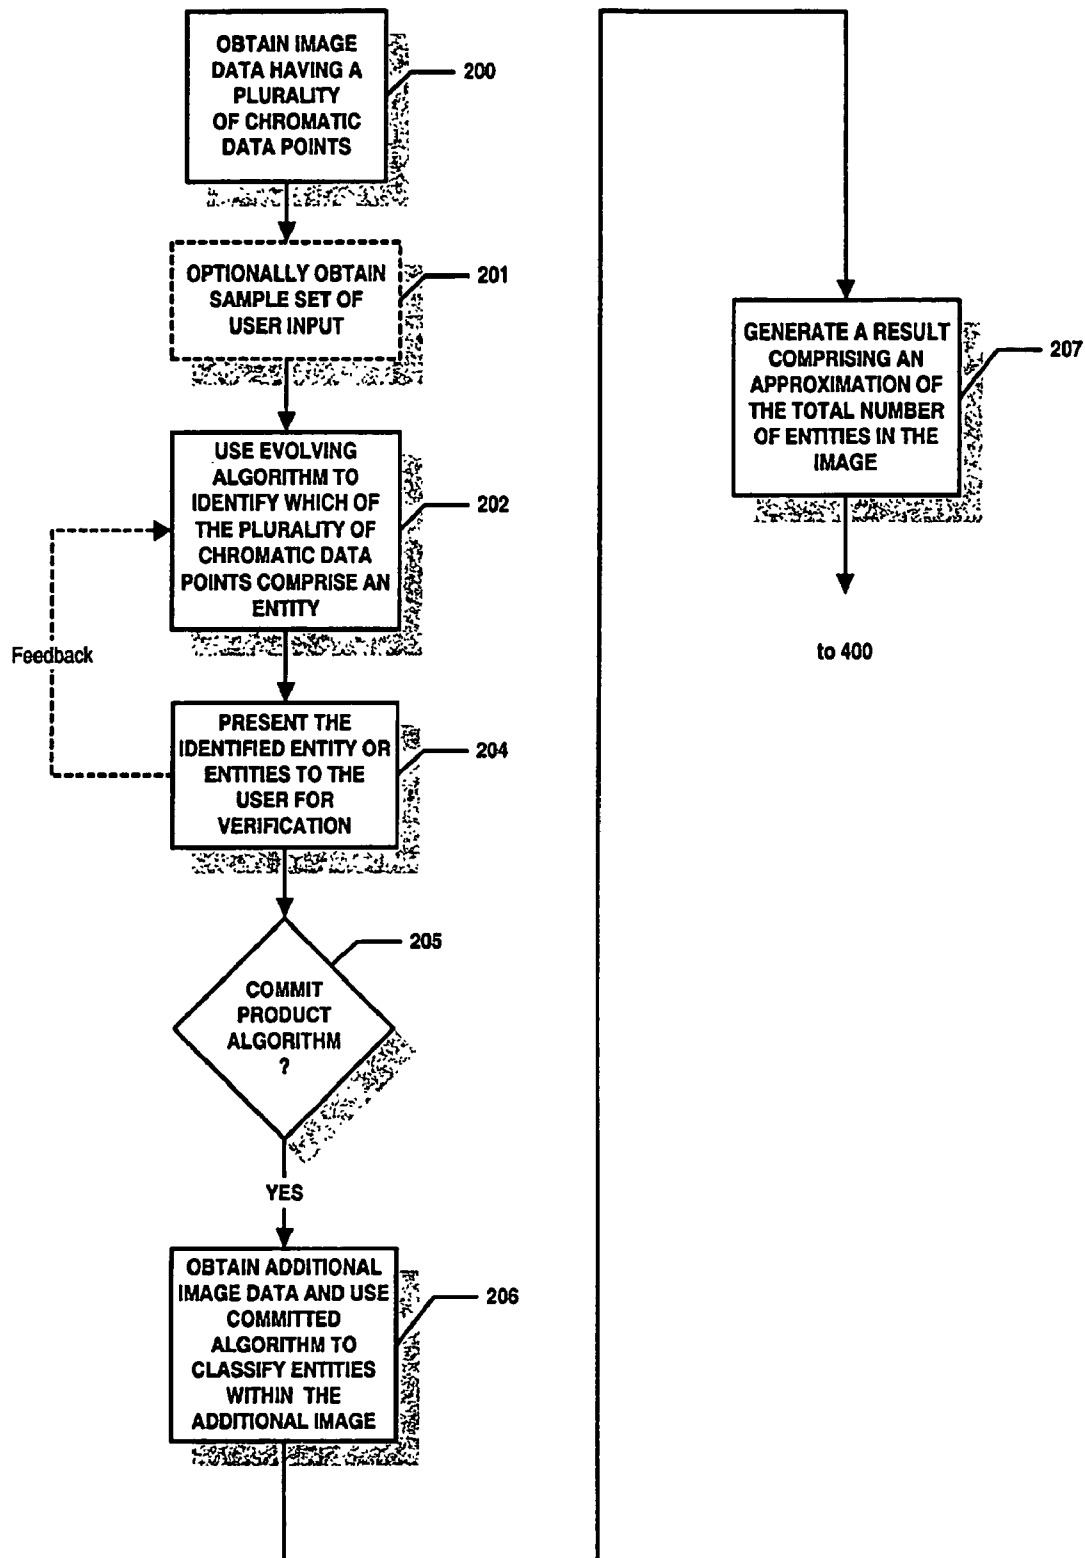 OBTAIN IMAGE
DATA HAVING A
PLURALITY
OF CHROMATIC
DATA POINTS
200
OPTIONALLY OBTAIN
SAMPLE SET OF
USER INPUT
201
USE EVOLVING
ALGORITHM TO
IDENTIFY WHICH OF
THE PLURALITY OF
CHROMATIC DATA
POINTS COMPRISE AN
ENTITY
202
Feedback
PRESENT THE
IDENTIFIED ENTITY OR
ENTITIES TO THE
USER FOR
VERIFICATION
204
COMMIT
PRODUCT
ALGORITHM
?
205
YES
OBTAIN ADDITIONAL
IMAGE DATA AND USE
COMMITTED
ALGORITHM TO
CLASSIFY ENTITIES
WITHIN THE
ADDITIONAL IMAGE
206
GENERATE A RESULT
COMPRISING AN
APPROXIMATION OF
THE TOTAL NUMBER
OF ENTITIES IN THE
IMAGE
207
to 400